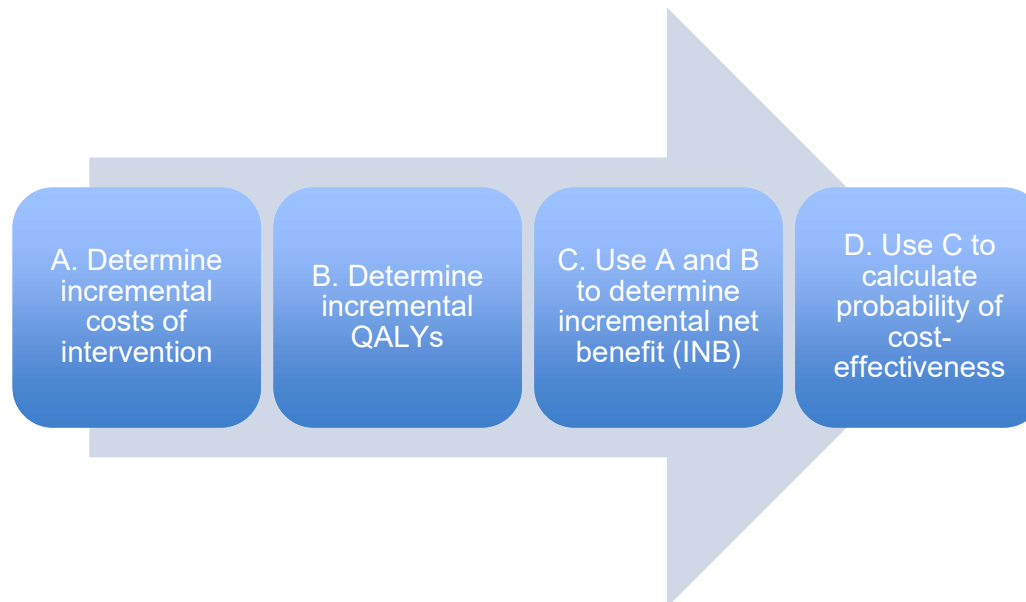 A. Determine
incremental
costs of
intervention
B. Determine
incremental
QALYs
C. Use A and B
to determine
incremental net
benefit (INB)
D. Use C to
calculate
probability of
cost-
effectiveness